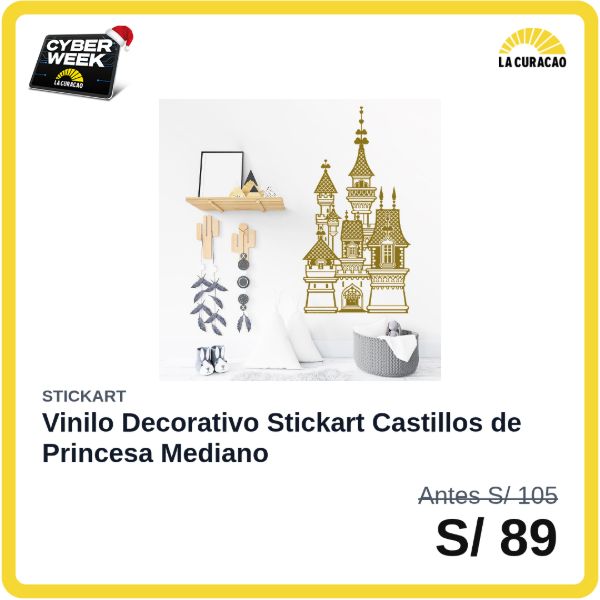 CYBER
WEEK
LA CURACAO
LA CURACAO
STICKART
Vinilo Decorativo Stickart Castillos de
Princesa Mediano
Antes S/ 105
S/ 89